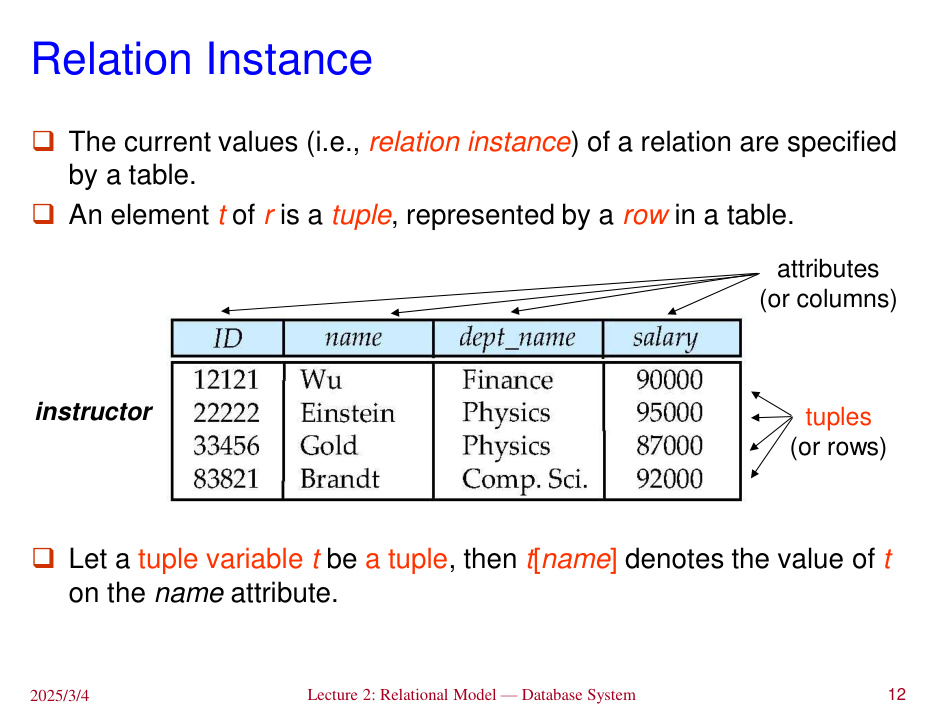 Relation Instance
❑ The current values (i.e., relation instance) of a relation are specified
by a table.
❑ An element t of r is a tuple, represented by a row in a table.
attributes
(or columns)
ID name dept_name salary
12121 Wu Finance 90000
22222 Einstein Physics 95000
33456 Gold Physics 87000
83821 Brandt Comp. Sci. 92000
instructor
tuples
(or rows)
❑ Let a tuple variable t be a tuple, then t[name] denotes the value of t
on the name attribute.
2025/3/4 Lecture 2: Relational Model — Database System 12